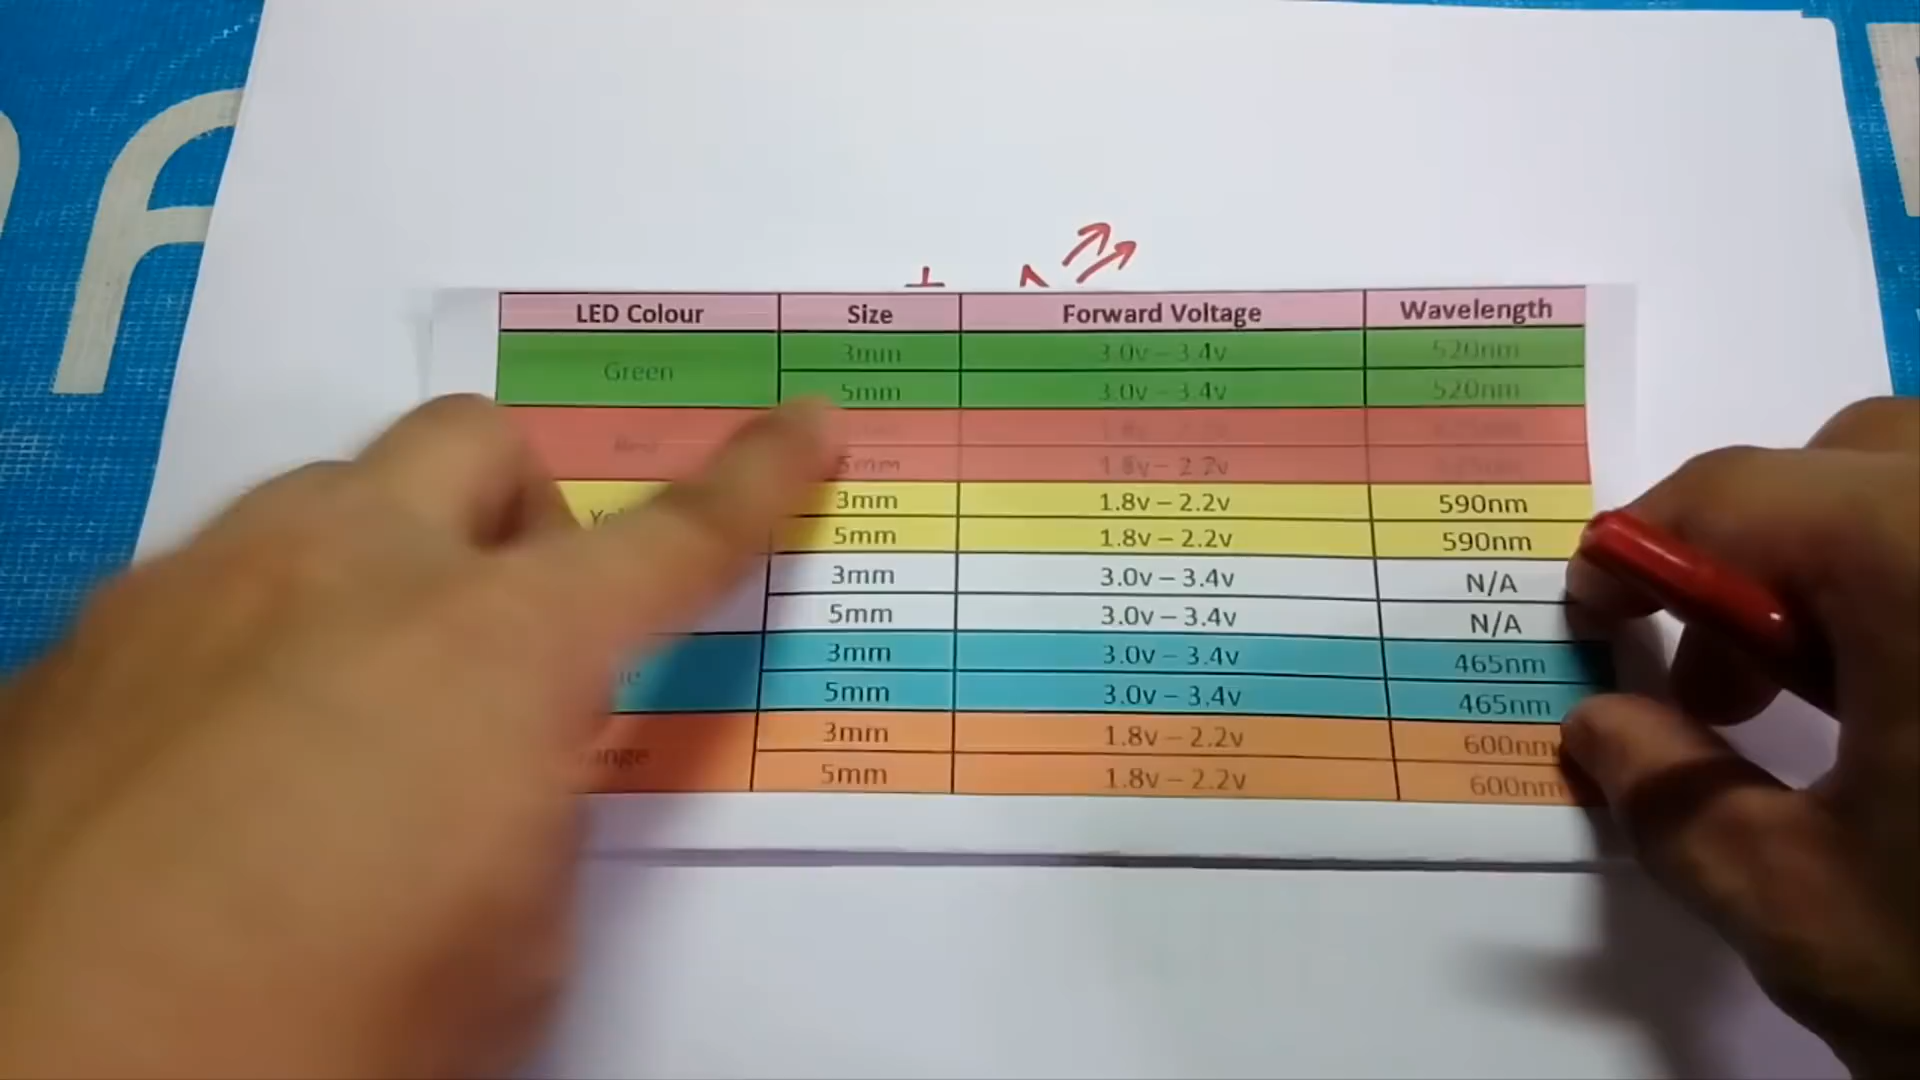 LED Colour Size Forward Voltage Wavelength
Green 3mm 3.0v – 3.4v 520nm
5mm 3.0v – 3.4v 520nm
Red
5mm 1.8v – 2.2v
3mm 1.8v – 2.2v 590nm
5mm 1.8v – 2.2v 590nm
3mm 3.0v – 3.4v N/A
5mm 3.0v – 3.4v N/A
3mm 3.0v – 3.4v 465nm
5mm 3.0v – 3.4v 465nm
3mm 1.8v – 2.2v 600nm
5mm 1.8v – 2.2v 600nm